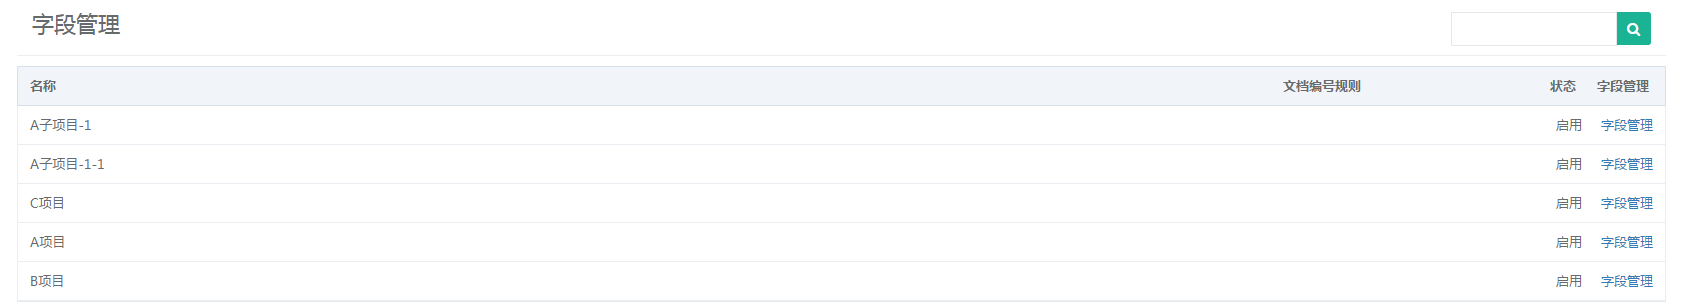 字段管理
名称 文档编号规则 状态 字段管理
A子项目-1 启用 字段管理
A子项目-1-1 启用 字段管理
C项目 启用 字段管理
A项目 启用 字段管理
B项目 启用 字段管理